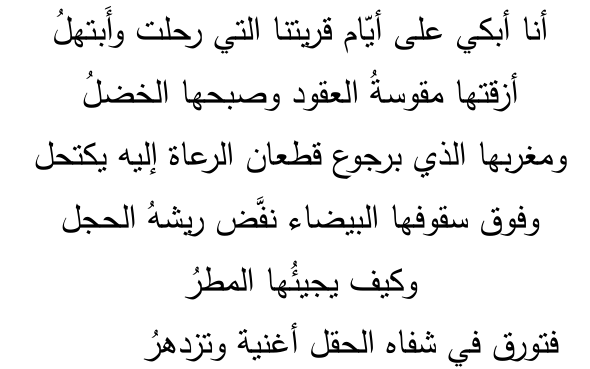 أنا أبكي على أيّام قريتنا التي رحلت وأَبتهلُ
أزقتها مقوسةُ العقود وصبحها الخضلُ
ومغربها الذي برجوع قطعان الرعاة إليه يكتحل
وفوق سقوفها البيضاء نفَّض ريشهُ الحجل
وكيف يجيئُها المطرُ
فتورق في شفاه الحقل أغنية وتزدهرُ